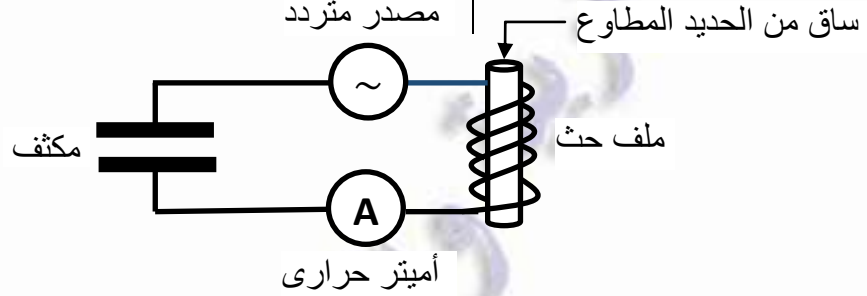 مصدر متردد
ساق من الحديد المطاوع
~
مكثف
ملف حث
A
أميتر حرارى